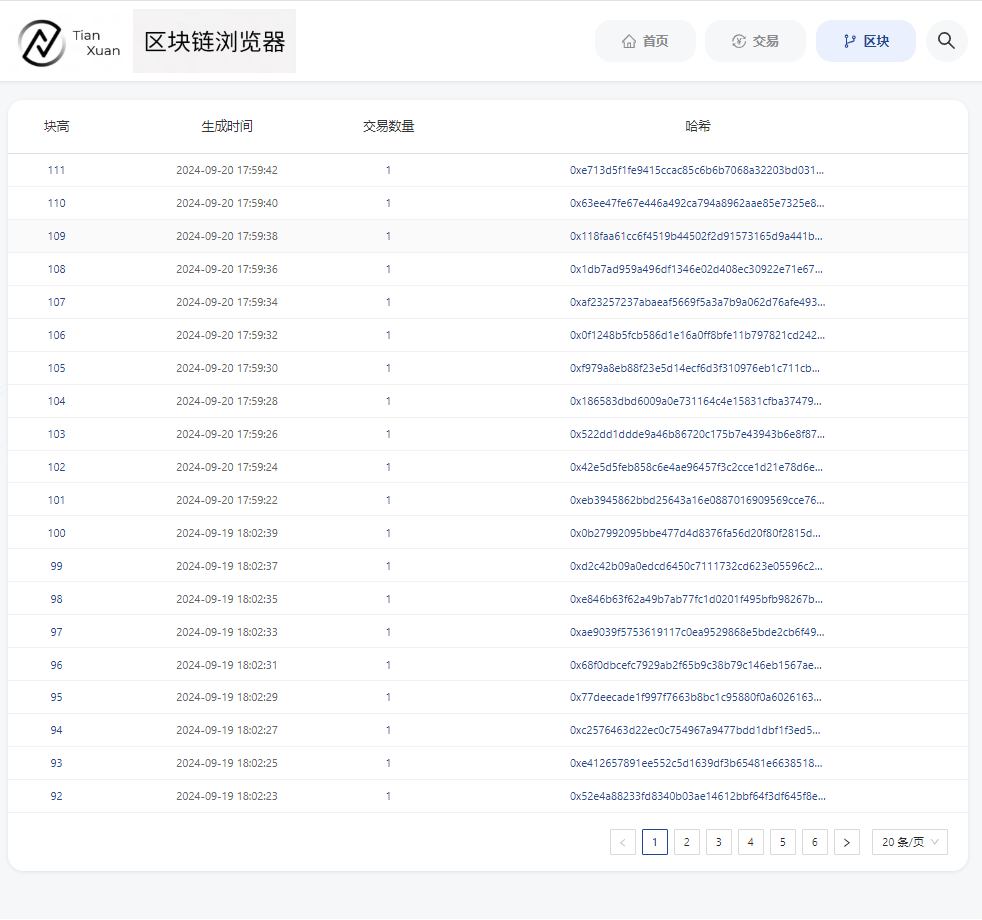 Tian
Xuan
区块链浏览器
首页 交易 区块
块高 生成时间 交易数量 哈希
111 2024-09-20 17:59:42 1 0xe713d5f1fe9415ccac85c6b6b7068a32203bd031...
110 2024-09-20 17:59:40 1 0x63ee47fe67e446a492ca794a8962aae85e7325e8...
109 2024-09-20 17:59:38 1 0x118faa61cc6f4519b44502f2d91573165d9a441b...
108 2024-09-20 17:59:36 1 0x1db7ad959a496df1346e02d408ec30922e71e67...
107 2024-09-20 17:59:34 1 0xaf23257237abaeaf5669f5a3a7b9a062d76afe493...
106 2024-09-20 17:59:32 1 0x0f1248b5fcb586d1e16a0ff8bfe11b797821cd242...
105 2024-09-20 17:59:30 1 0xf979a8eb88f23e5d14ecf6d3f310976eb1c711cb...
104 2024-09-20 17:59:28 1 0x186583dbd6009a0e731164c4e15831cfba37479...
103 2024-09-20 17:59:26 1 0x522dd1ddde9a46b86720c175b7e43943b6e8f87...
102 2024-09-20 17:59:24 1 0x42e5d5feb858c6e4ae96457f3c2cce1d21e78d6e...
101 2024-09-20 17:59:22 1 0xeb3945862bbd25643a16e0887016909569cce76...
100 2024-09-19 18:02:39 1 0x0b27992095bbe477d4d8376fa56d20f80f2815d...
99 2024-09-19 18:02:37 1 0xd2c42b09a0edcd6450c7111732cd623e05596c2...
98 2024-09-19 18:02:35 1 0xe846b63f62a49b7ab77fc1d0201f495bfb98267b...
97 2024-09-19 18:02:33 1 0xae9039f5753619117c0ea9529868e5bde2cb6f49...
96 2024-09-19 18:02:31 1 0x68f0dbcefc7929ab2f65b9c38b79c146eb1567ae...
95 2024-09-19 18:02:29 1 0x77deecade1f997f7663b8bc1c95880f0a6026163...
94 2024-09-19 18:02:27 1 0xc2576463d22ec0c754967a9477bdd1dbf1f3ed5...
93 2024-09-19 18:02:25 1 0xe412657891ee552c5d1639df3b65481e6638518...
92 2024-09-19 18:02:23 1 0x52e4a88233fd8340b03ae14612bbf64f3df645f8e...
< 1 2 3 4 5 6 > 20 条/页